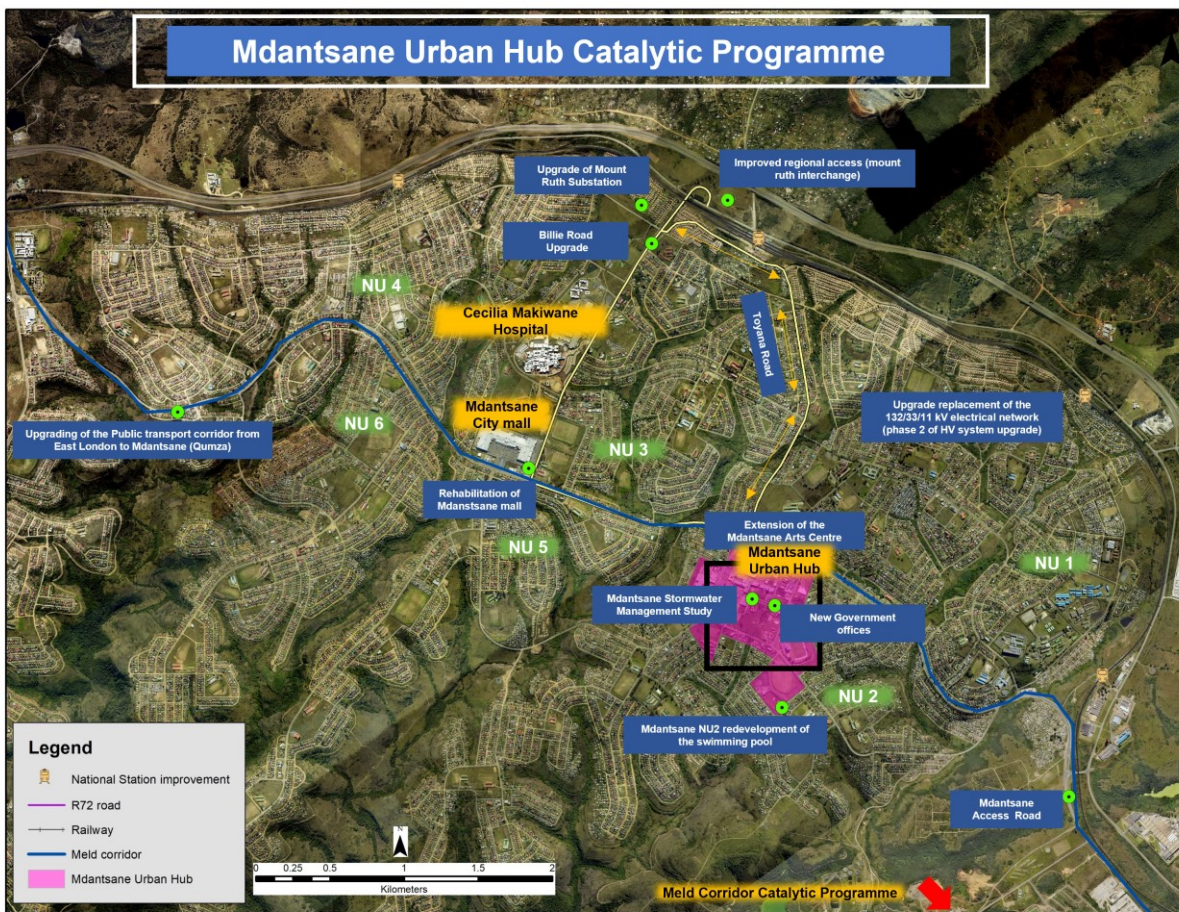 Mdantsane Urban Hub Catalytic Programme
Upgrade of Mount
Ruth Substation
Improved regional access (mount
ruth interchange)
Billie Road
Upgrade
NU 4
Cecilia Makiwane
Hospital
Toyana Road
Mdantsane
City mall
Upgrade replacement of the
132/33/11 kV electrical network
(phase 2 of HV system upgrade)
Upgrading of the Public transport corridor from
East London to Mdantsane (Qumza)
NU 6
NU 3
Rehabilitation of
Mdanstsane mall
NU 5
Extension of the
Mdantsane Arts Centre
Mdantsane
Urban Hub
NU 1
Mdantsane Stormwater
Management Study
New Government
offices
NU 2
Mdantsane NU2 redevelopment of
the swimming pool
Mdantsane
Access Road
Legend
National Station improvement
R72 road
Railway
Meld corridor
Mdantsane Urban Hub
N
0 0.25 0.5 1 1.5 2
Kilometers
Meld Corridor Catalytic Programme